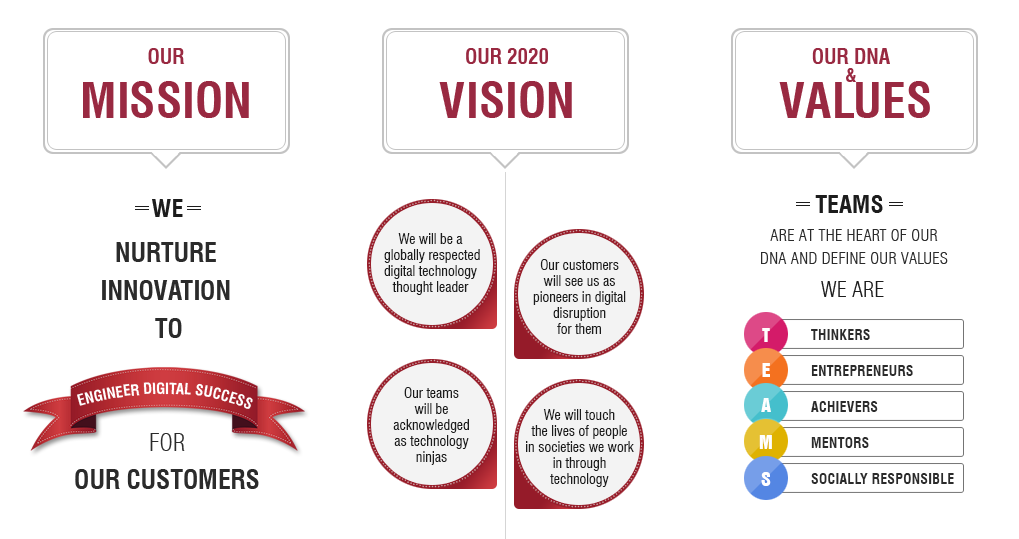 OUR
MISSION
WE
NURTURE
INNOVATION
TO
ENGINEER DIGITAL SUCCESS
FOR
OUR CUSTOMERS
OUR 2020
VISION
We will be a
globally respected
digital technology
thought leader
Our customers
will see us as
pioneers in digital
disruption
for them
Our teams
will be
acknowledged
as technology
ninjas
We will touch
the lives of people
in societies we work
in through
technology
OUR DNA
&
VALUES
TEAMS
ARE AT THE HEART OF OUR
DNA AND DEFINE OUR VALUES
WE ARE
T THINKERS
E ENTREPRENEURS
A ACHIEVERS
M MENTORS
S SOCIALLY RESPONSIBLE